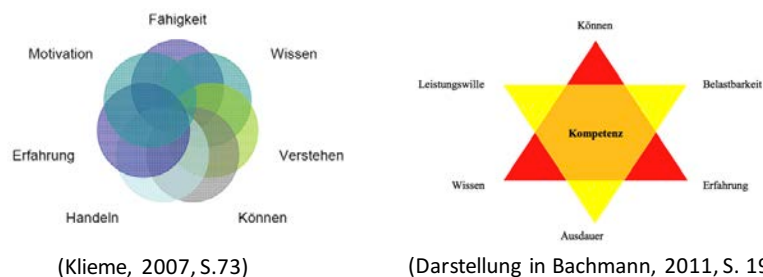 Fähigkeit
Motivation
Wissen
Erfahrung
Verstehen
Handeln
Können
(Klieme, 2007, S.73)
Können
Leistungswille
Belastbarkeit
Kompetenz
Wissen
Erfahrung
Ausdauer
(Darstellung in Bachmann, 2011, S. 19